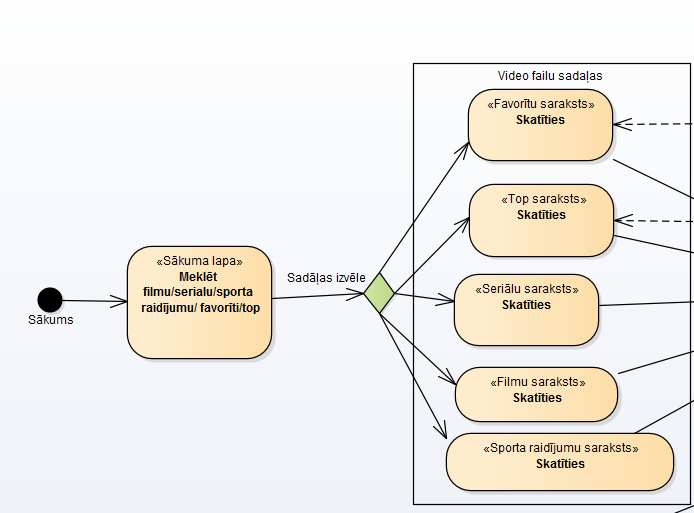 Video failu sadaļas
«Favorītu saraksts»
Skatīties
«Top saraksts»
Skatīties
«Sākuma lapa»
Meklēt
filmu/serialu/sporta
raidījumu/ favorīti/top
Sadāļas izvēle
Sākums
«Seriālu saraksts»
Skatīties
«Filmu saraksts»
Skatīties
«Sporta raidījumu saraksts»
Skatīties